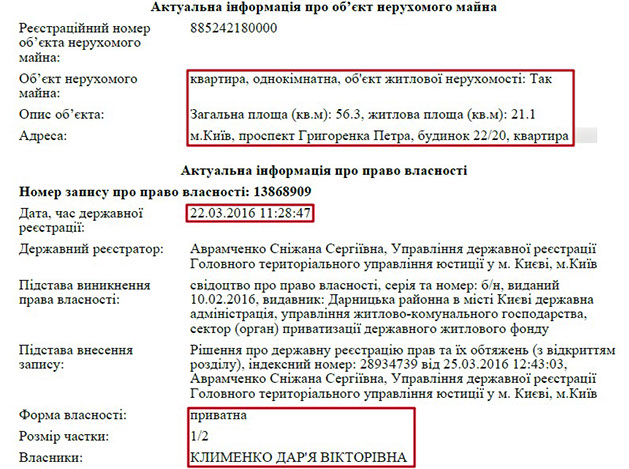 Актуальна інформація про об’єкт нерухомого майна
Реєстраційний номер 885242180000
об’єкта нерухомого
майна:
Об’єкт нерухомого квартира, однокімнатна, об'єкт житлової нерухомості: Так
майна:
Опис об’єкта: Загальна площа (кв.м): 56.3, житлова площа (кв.м): 21.1
Адреса: м.Київ, проспект Григоренка Петра, будинок 22/20, квартира
Актуальна інформація про право власності
Номер запису про право власності: 13868909
Дата, час державної 22.03.2016 11:28:47
реєстрації:
Державний реєстратор: Аврамченко Сніжана Сергіївна, Управління державної реєстрації
Головного територіального управління юстиції у м. Києві, м.Київ
Підстава виникнення свідоцтво про право власності, серія та номер: б/н, виданий
права власності: 10.02.2016, видавник: Дарницька районна в місті Києві державна
адміністрація, управління житлово-комунального господарства,
сектор (орган) приватизації державного житлового фонду
Підстава внесення Рішення про державну реєстрацію прав та їх обтяжень (з відкриттям
запису: розділу), індексний номер: 28934739 від 25.03.2016 12:43:03,
Аврамченко Сніжана Сергіївна, Управління державної реєстрації
Головного територіального управління юстиції у м. Києві, м.Київ
Форма власності: приватна
Розмір частки: 1/2
Власники: КЛИМЕНКО ДАР'Я ВІКТОРІВНА